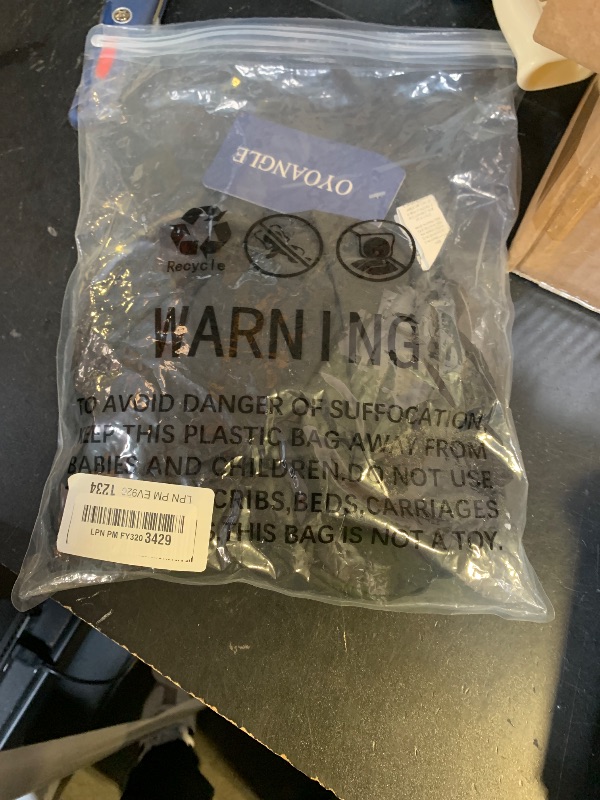 OYOANGLE
Recycle
WARNING!
TO AVOID DANGER OF SUFFOCATION,
KEEP THIS PLASTIC BAG AWAY FROM
BABIES AND CHILDREN.DO NOT USE
CRIBS,BEDS.CARRIAGES
THIS BAG IS NOT A TOY.
LPN PM EV922 1234
LPN PM FY320 3429